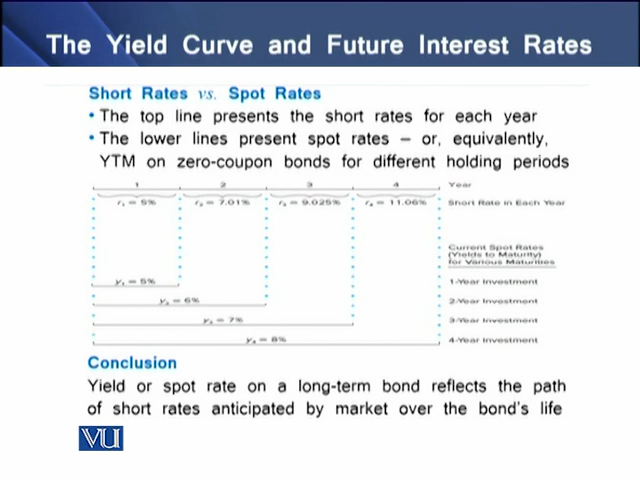 The Yield Curve and Future Interest Rates
Short Rates vs. Spot Rates
• The top line presents the short rates for each year
• The lower lines present spot rates – or, equivalently,
YTM on zero-coupon bonds for different holding periods
1 2 3 4 Year
r₁ = 5% r₂ = 7.01% r₃ = 9.025% r₄ = 11.06% Short Rate in Each Year
Current Spot Rates
(Yields to Maturity)
for Various Maturities
y₁ = 5% 1-Year Investment
y₂ = 6% 2-Year Investment
y₃ = 7% 3-Year Investment
y₄ = 8% 4-Year Investment
Conclusion
Yield or spot rate on a long-term bond reflects the path
of short rates anticipated by market over the bond's life
VU